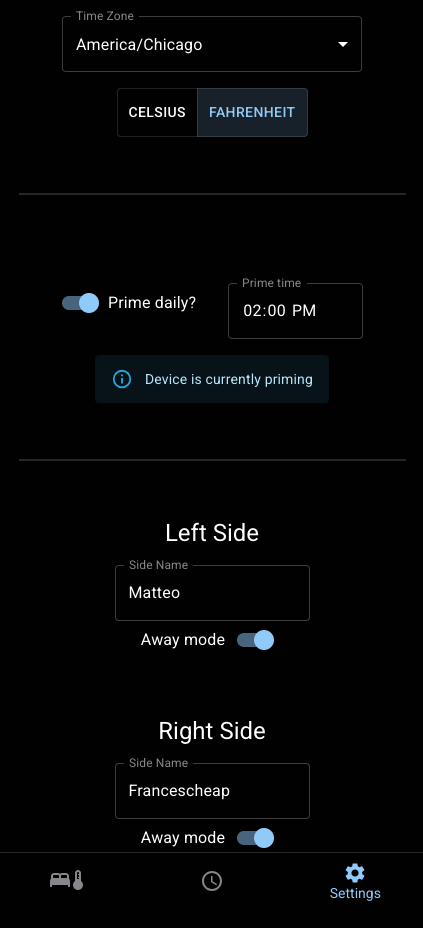 Time Zone
America/Chicago
CELSIUS FAHRENHEIT
Prime daily?
Prime time
02:00 PM
Device is currently priming
Left Side
Side Name
Matteo
Away mode
Right Side
Side Name
Francescheap
Away mode
Settings